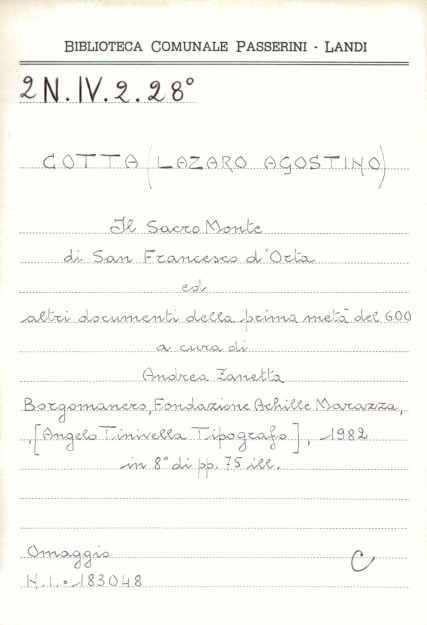 BIBLIOTECA COMUNALE PASSERINI - LANDI
2N.IV.2.28°
COTTA (LAZARO AGOSTINO)
Il Sacro Monte
di San Francesco d'Orta
ed
altri documenti della prima metà del 600
a cura di
Andrea Zanetta
Borgomanero, Fondazione Achille Marazza,
[Angelo Tinivella Tipografo], 1982
in 8° di pp. 75 ill.
Omaggio C
N.I. 183048